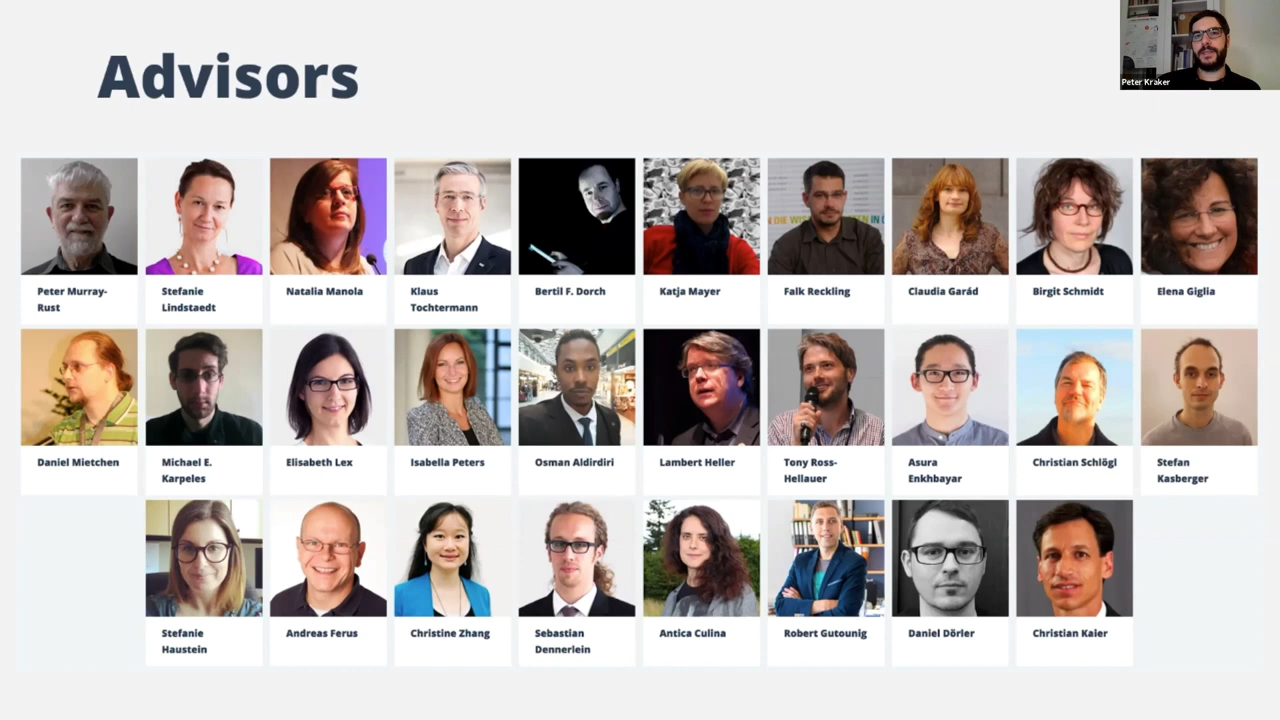 Advisors
Peter Kraker
Peter Murray-
Rust
Stefanie
Lindstaedt
Natalia Manola
Klaus
Tochtermann
Bertil F. Dorch
Katja Mayer
Falk Reckling
Claudia Garád
Birgit Schmidt
Elena Giglia
Daniel Mietchen
Michael E.
Karpeles
Elisabeth Lex
Isabella Peters
Osman Aldirdiri
Lambert Heller
Tony Ross-
Hellauer
Asura
Enkhbayar
Christian Schlögl
Stefan
Kasberger
Stefanie
Haustein
Andreas Ferus
Christine Zhang
Sebastian
Dennerlein
Antica Culina
Robert Gutounig
Daniel Dörler
Christian Kaier